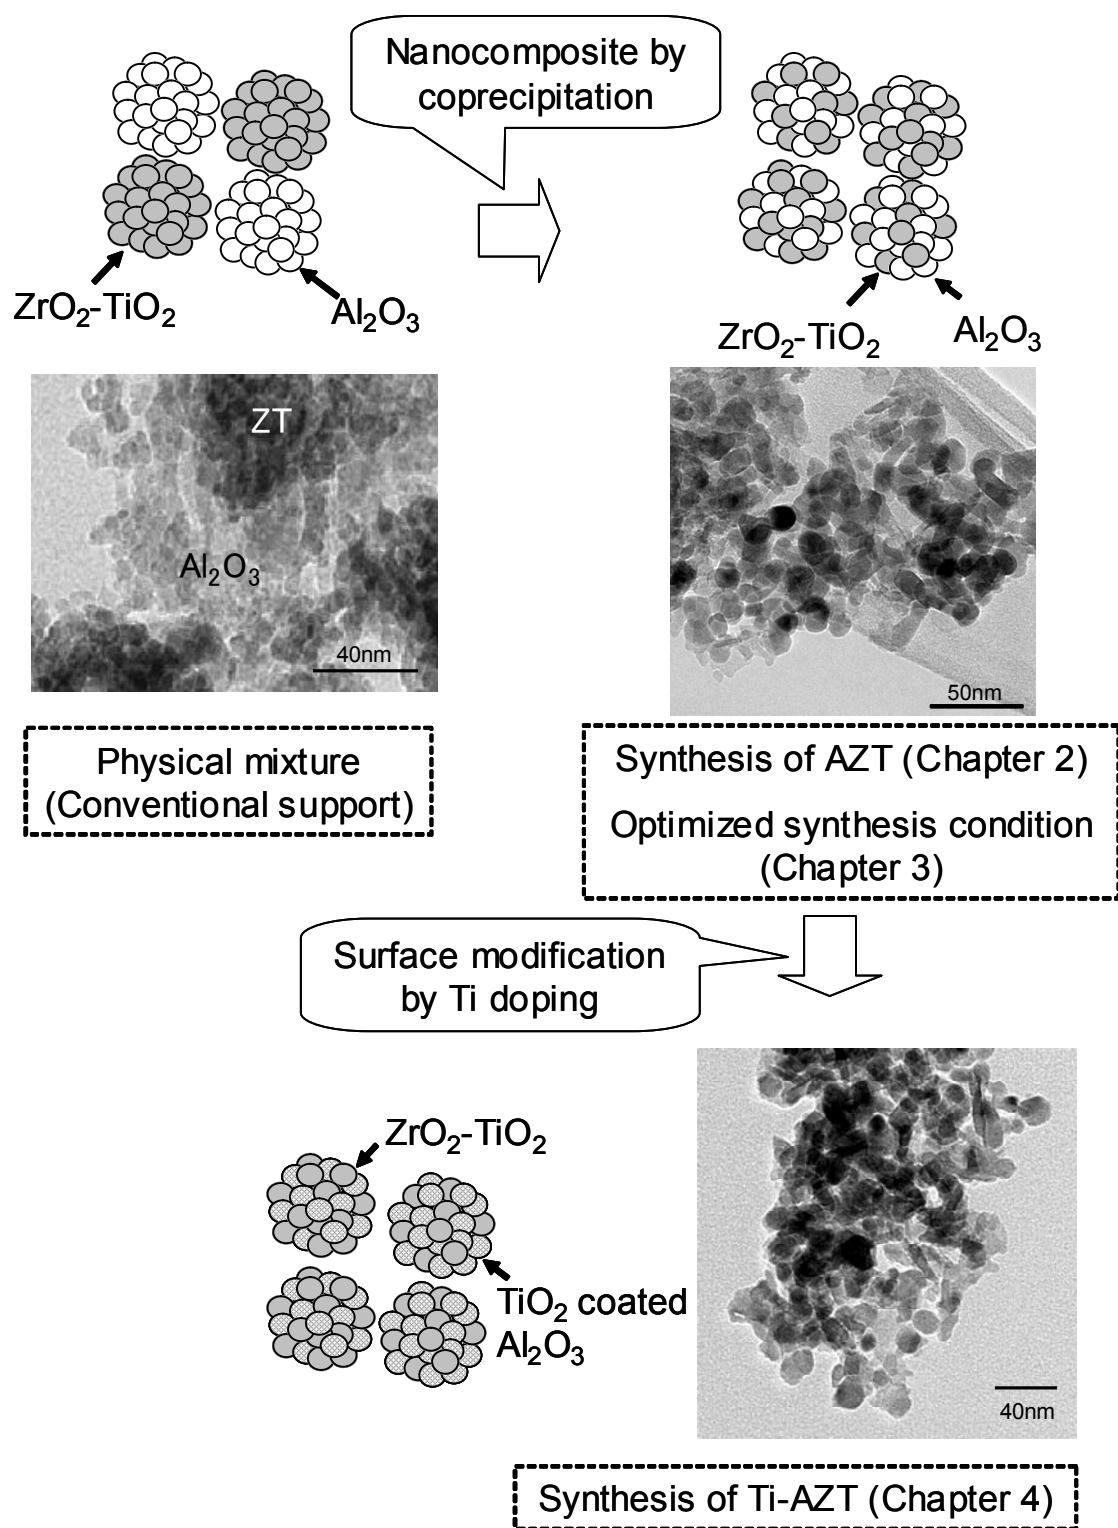 Nanocomposite by
coprecipitation
ZrO₂-TiO₂
Al₂O₃
ZrO₂-TiO₂
Al₂O₃
ZT
Al₂O₃
40nm
50nm
Physical mixture
(Conventional support)
Synthesis of AZT (Chapter 2)
Optimized synthesis condition
(Chapter 3)
Surface modification
by Ti doping
ZrO₂-TiO₂
TiO₂ coated
Al₂O₃
40nm
Synthesis of Ti-AZT (Chapter 4)